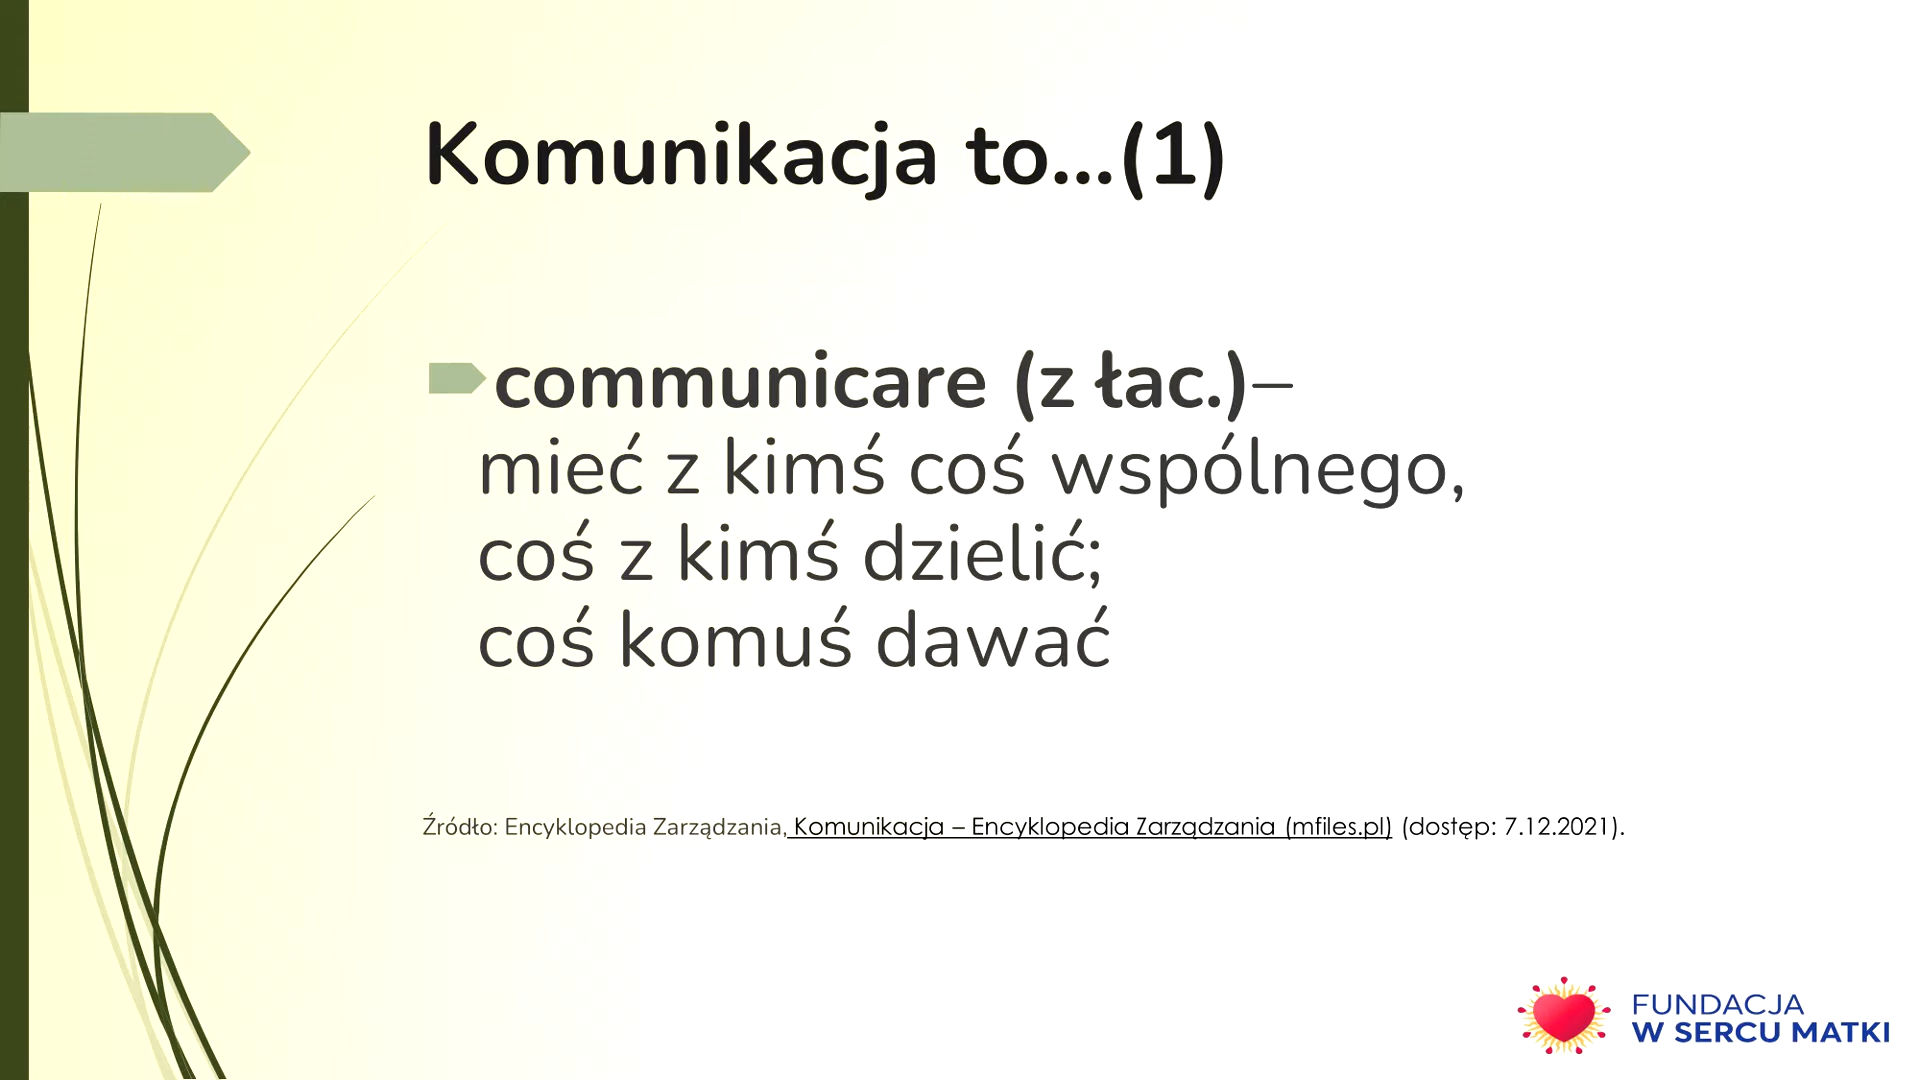 Komunikacja to...(1)
communicare (z łac.)–
mieć z kimś coś wspólnego,
coś z kimś dzielić;
coś komuś dawać
Źródło: Encyklopedia Zarządzania, Komunikacja – Encyklopedia Zarządzania (mfiles.pl) (dostęp: 7.12.2021).
FUNDACJA
W SERCU MATKI